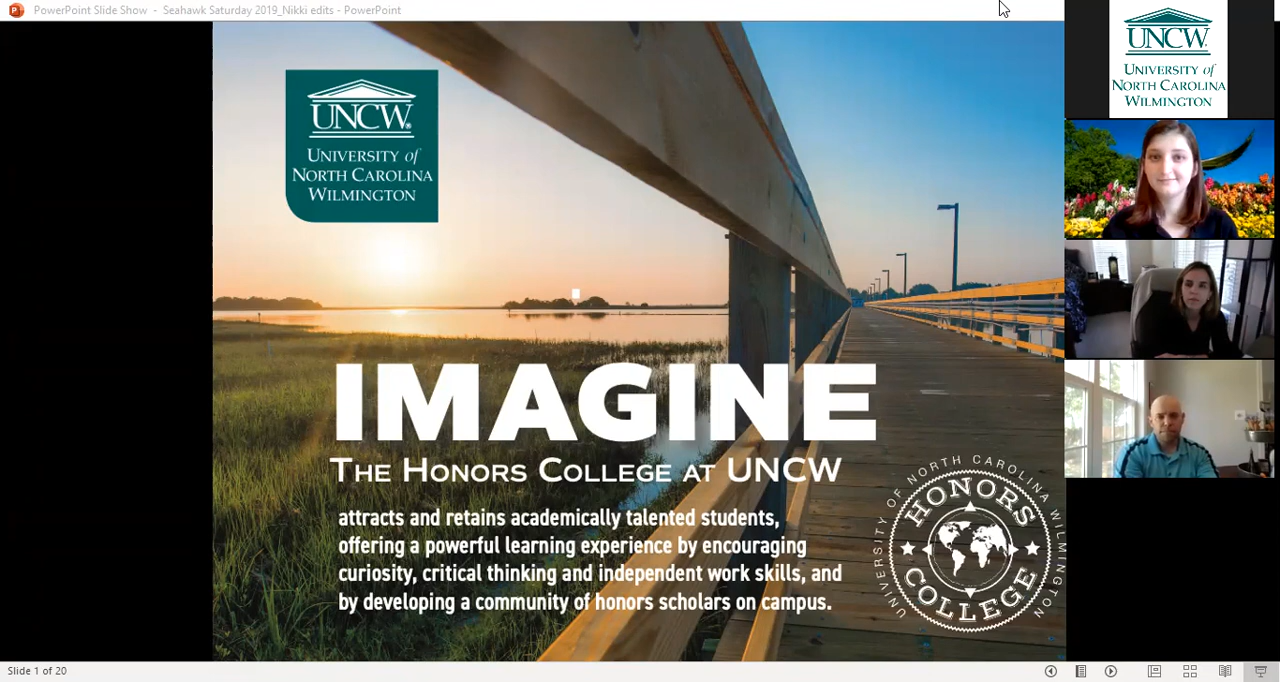 PowerPoint Slide Show - Seahawk Saturday 2019_Nikki edits - PowerPoint
UNCW
UNIVERSITY of
NORTH CAROLINA
WILMINGTON
UNCW
UNIVERSITY of
NORTH CAROLINA
WILMINGTON
IMAGINE
THE HONORS COLLEGE AT UNCW
attracts and retains academically talented students,
offering a powerful learning experience by encouraging
curiosity, critical thinking and independent work skills, and
by developing a community of honors scholars on campus.
UNIVERSITY OF NORTH CAROLINA WILMINGTON
HONORS
COLLEGE
Slide 1 of 20